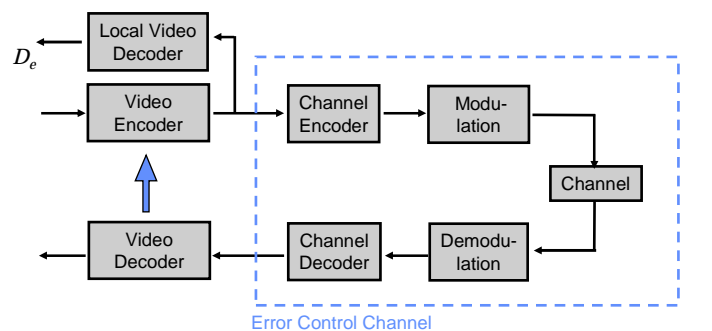 Local Video
Decoder
D_e
Video
Encoder
Channel
Encoder
Modu-
lation
Channel
Video
Decoder
Channel
Decoder
Demodu-
lation
Error Control Channel